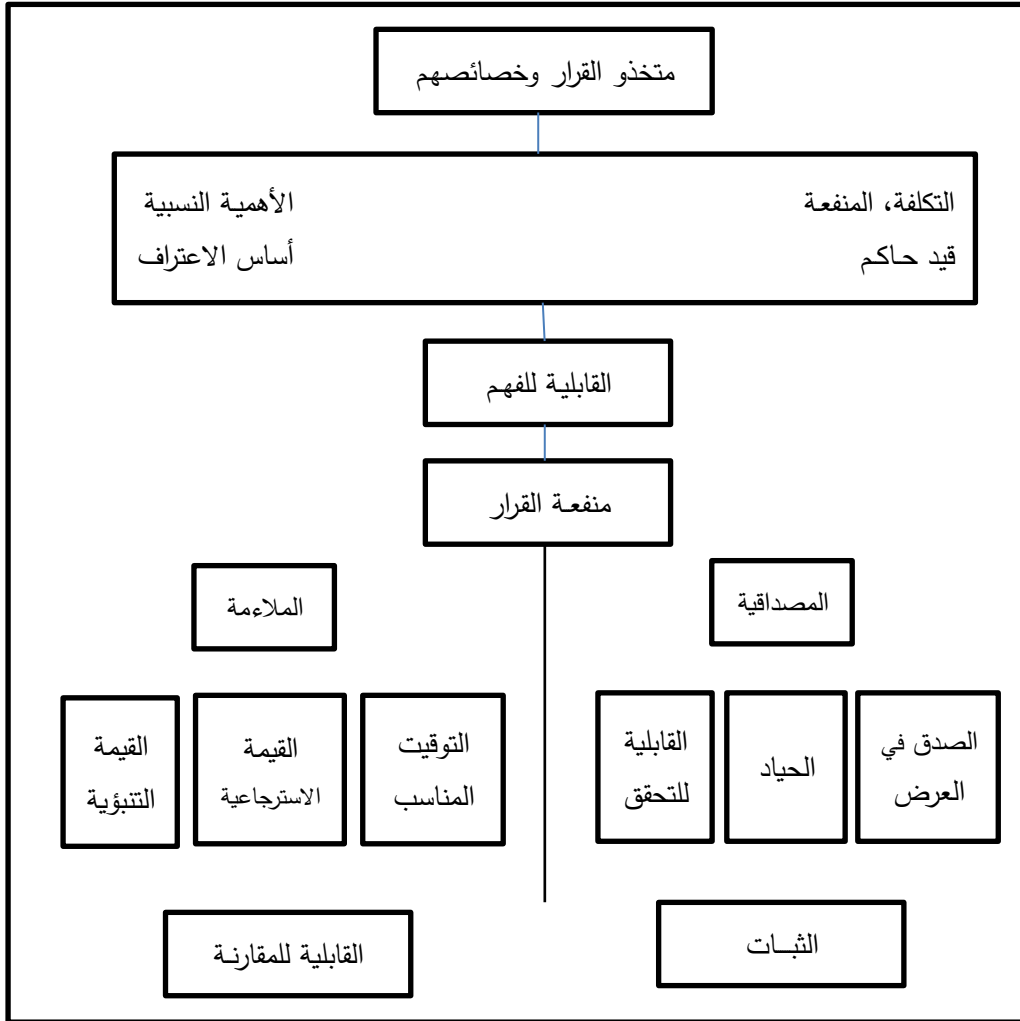 متخذو القرار وخصائصهم
التكلفة، المنفعة
الأهمية النسبية
قيد حاكم
أساس الاعتراف
القابلية للفهم
منفعة القرار
المصداقية
الملاءمة
الصدق في
العرض
الحياد
القابلية
للتحقق
التوقيت
المناسب
القيمة
الاسترجاعية
القيمة
التنبؤية
الثبات
القابلية للمقارنة